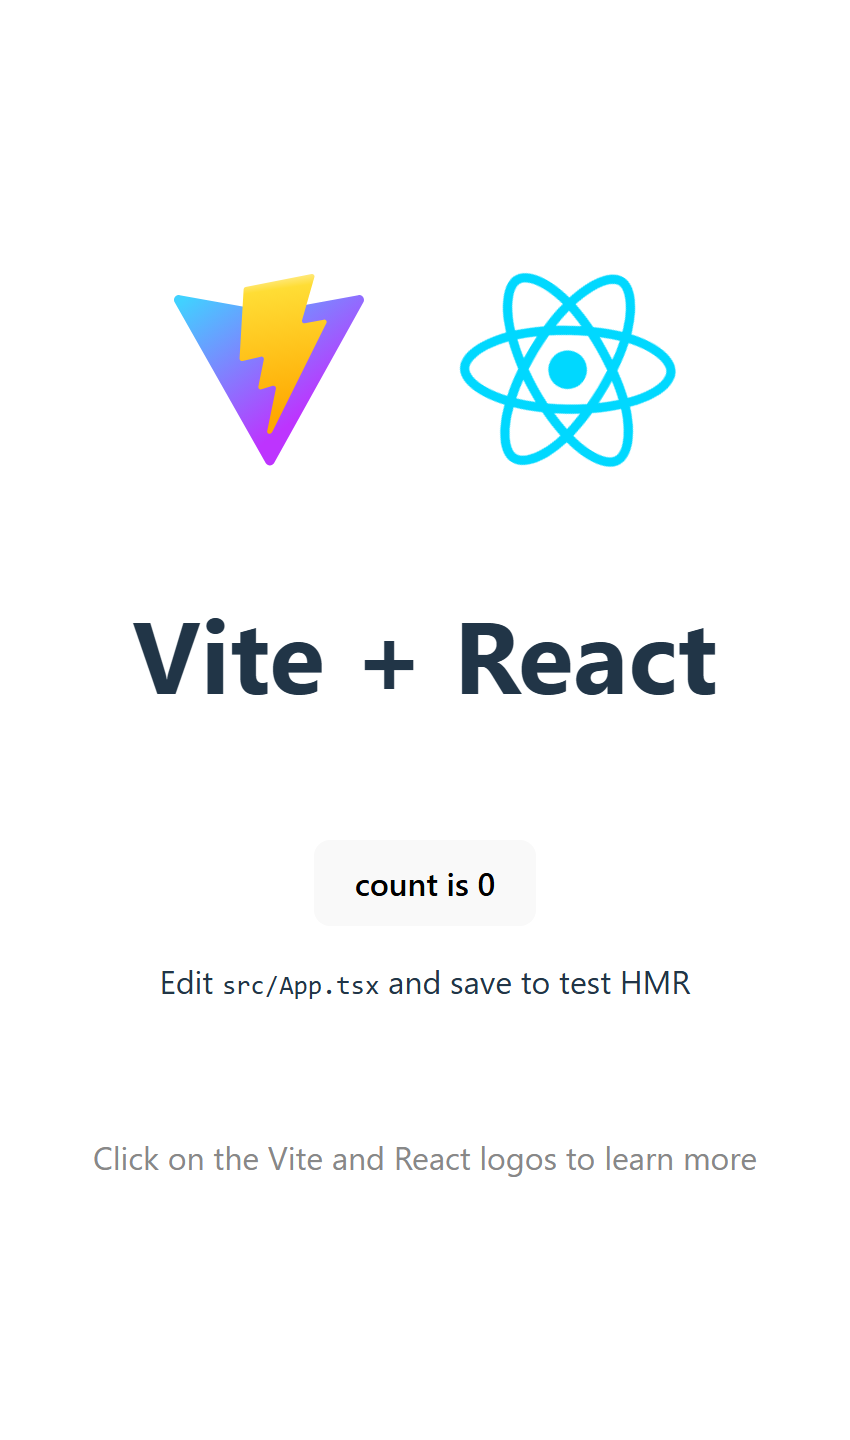 Vite + React
count is 0
Edit src/App.tsx and save to test HMR
Click on the Vite and React logos to learn more